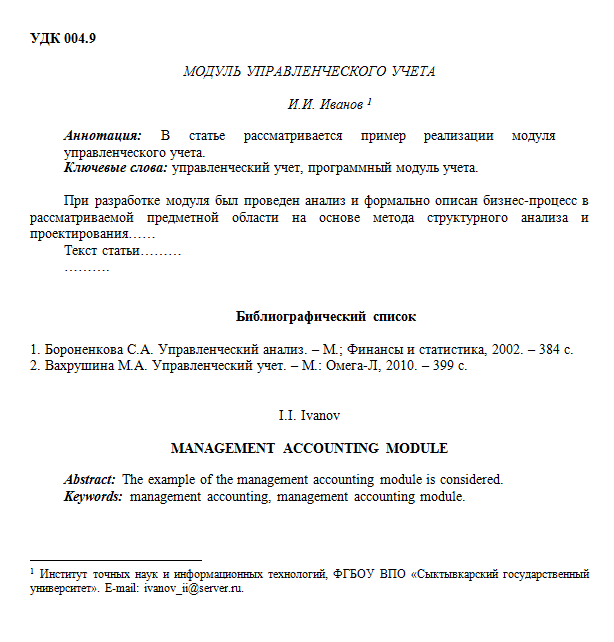 УДК 004.9
МОДУЛЬ УПРАВЛЕНЧЕСКОГО УЧЕТА
И.И. Иванов ¹
Аннотация: В статье рассматривается пример реализации модуля
управленческого учета.
Ключевые слова: управленческий учет, программный модуль учета.
При разработке модуля был проведен анализ и формально описан бизнес-процесс в
рассматриваемой предметной области на основе метода структурного анализа и
проектирования……
Текст статьи………
……….
Библиографический список
1. Бороненкова С.А. Управленческий анализ. – М.; Финансы и статистика, 2002. – 384 с.
2. Вахрушина М.А. Управленческий учет. – М.: Омега-Л, 2010. – 399 с.
I.I. Ivanov
MANAGEMENT ACCOUNTING MODULE
Abstract: The example of the management accounting module is considered.
Keywords: management accounting, management accounting module.
¹ Институт точных наук и информационных технологий, ФГБОУ ВПО «Сыктывкарский государственный
университет». E-mail: ivanov_ii@server.ru.